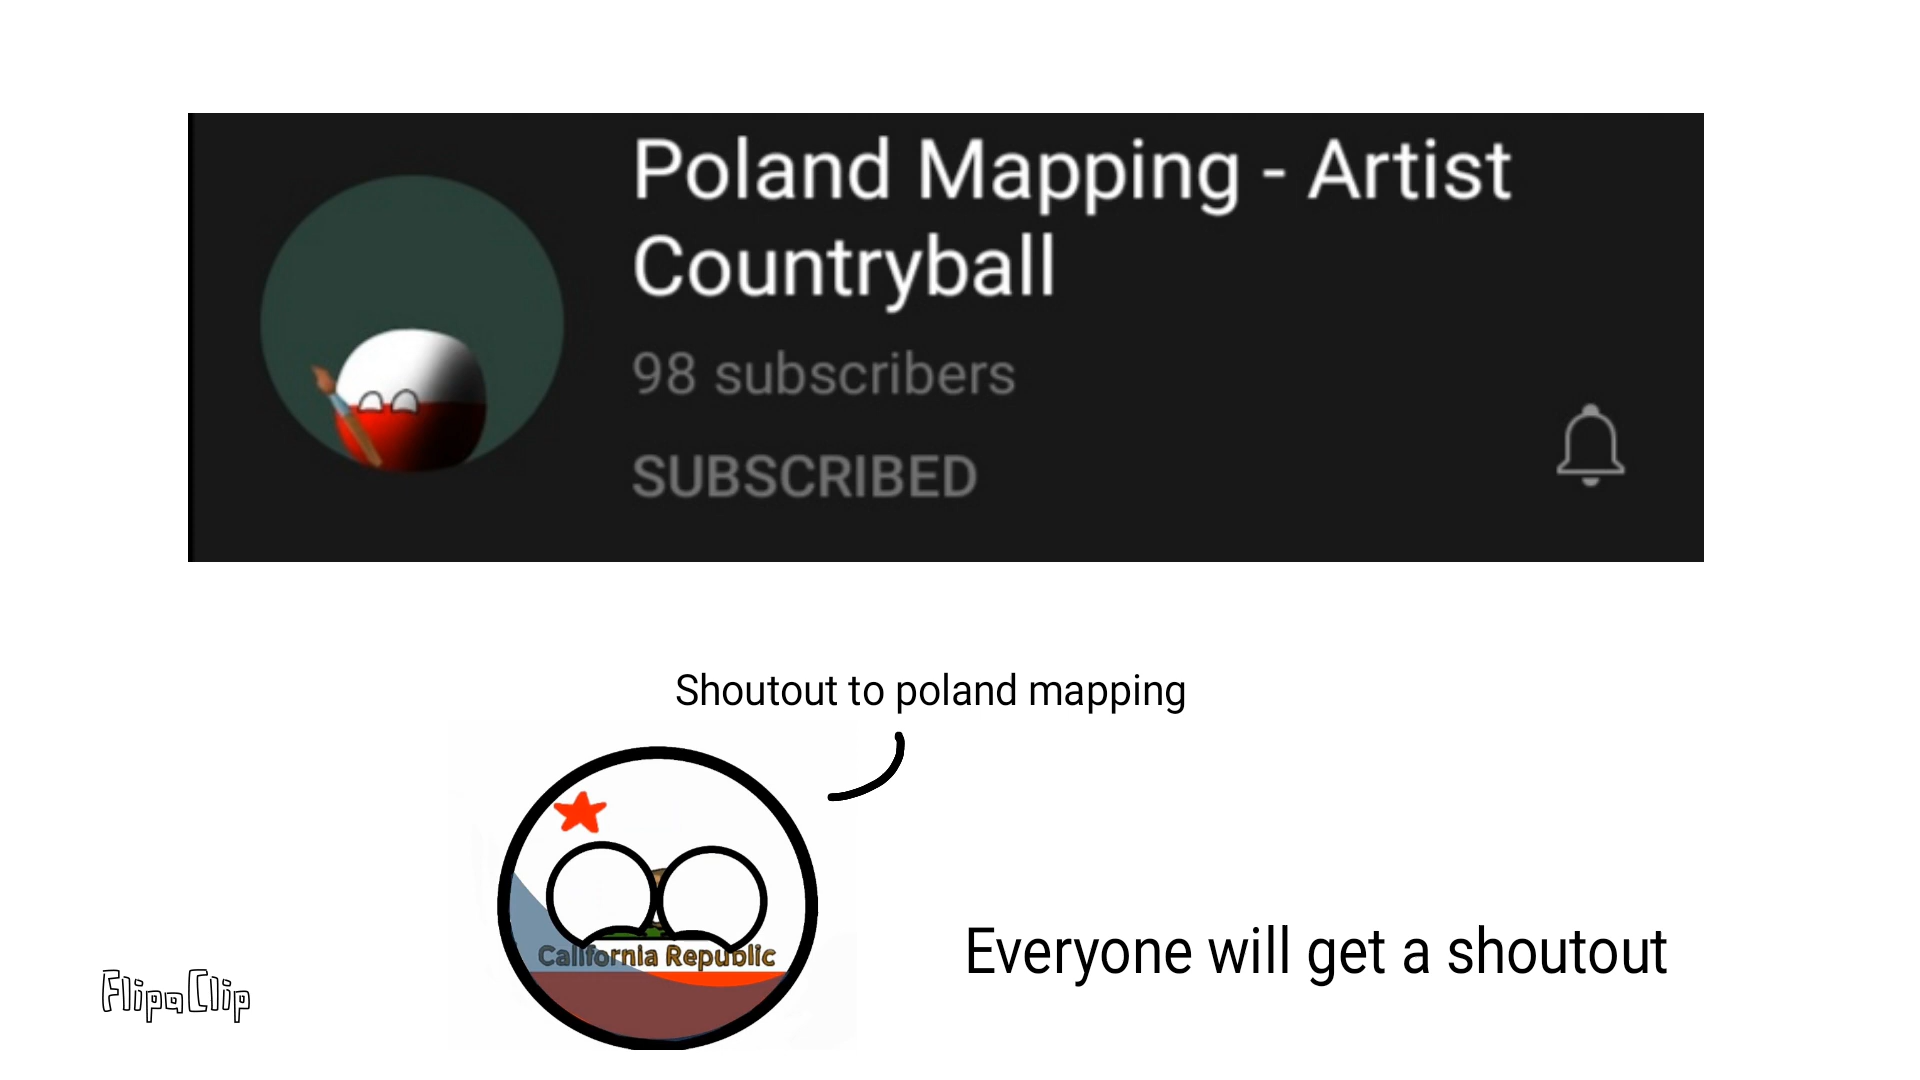 Poland Mapping - Artist
Countryball
98 subscribers
SUBSCRIBED
Shoutout to poland mapping
California Republic
Everyone will get a shoutout
FlipaClip